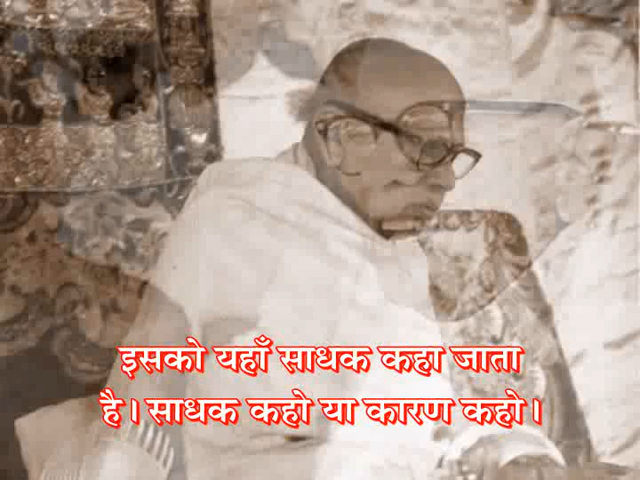 इसको यहाँ साधक कहा जाता
है। साधक कहो या कारण कहो।